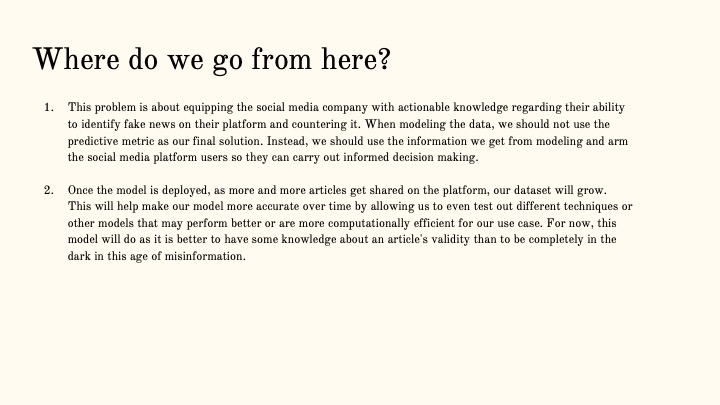 Where do we go from here?
1. This problem is about equipping the social media company with actionable knowledge regarding their ability
to identify fake news on their platform and countering it. When modeling the data, we should not use the
predictive metric as our final solution. Instead, we should use the information we get from modeling and arm
the social media platform users so they can carry out informed decision making.
2. Once the model is deployed, as more and more articles get shared on the platform, our dataset will grow.
This will help make our model more accurate over time by allowing us to even test out different techniques or
other models that may perform better or are more computationally efficient for our use case. For now, this
model will do as it is better to have some knowledge about an article's validity than to be completely in the
dark in this age of misinformation.